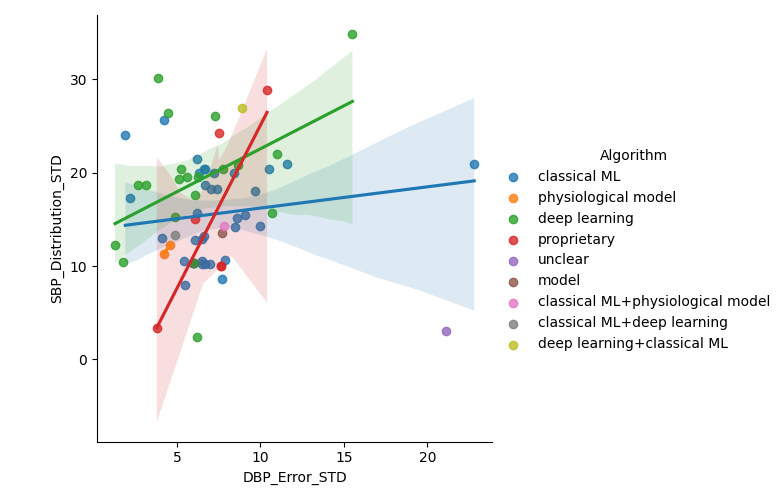 30
20
10
0
5
10
15
20
SBP_Distribution_STD
DBP_Error_STD
Algorithm
classical ML
physiological model
deep learning
proprietary
unclear
model
classical ML+physiological model
classical ML+deep learning
deep learning+classical ML